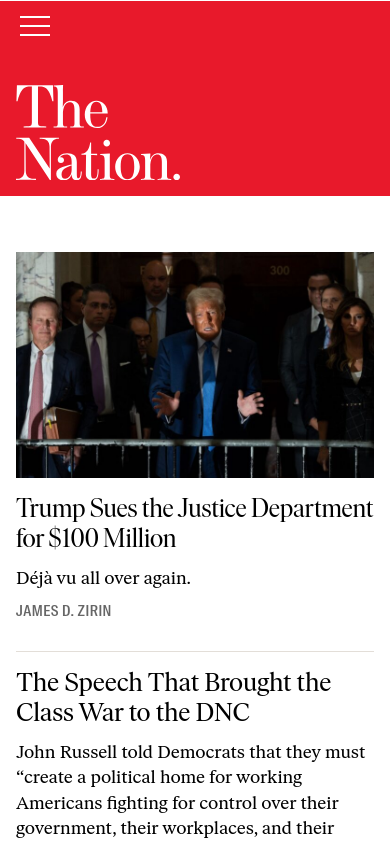 The
Nation.
300
Trump Sues the Justice Department
for $100 Million
Déjà vu all over again.
JAMES D. ZIRIN
The Speech That Brought the
Class War to the DNC
John Russell told Democrats that they must
“create a political home for working
Americans fighting for control over their
government, their workplaces, and their